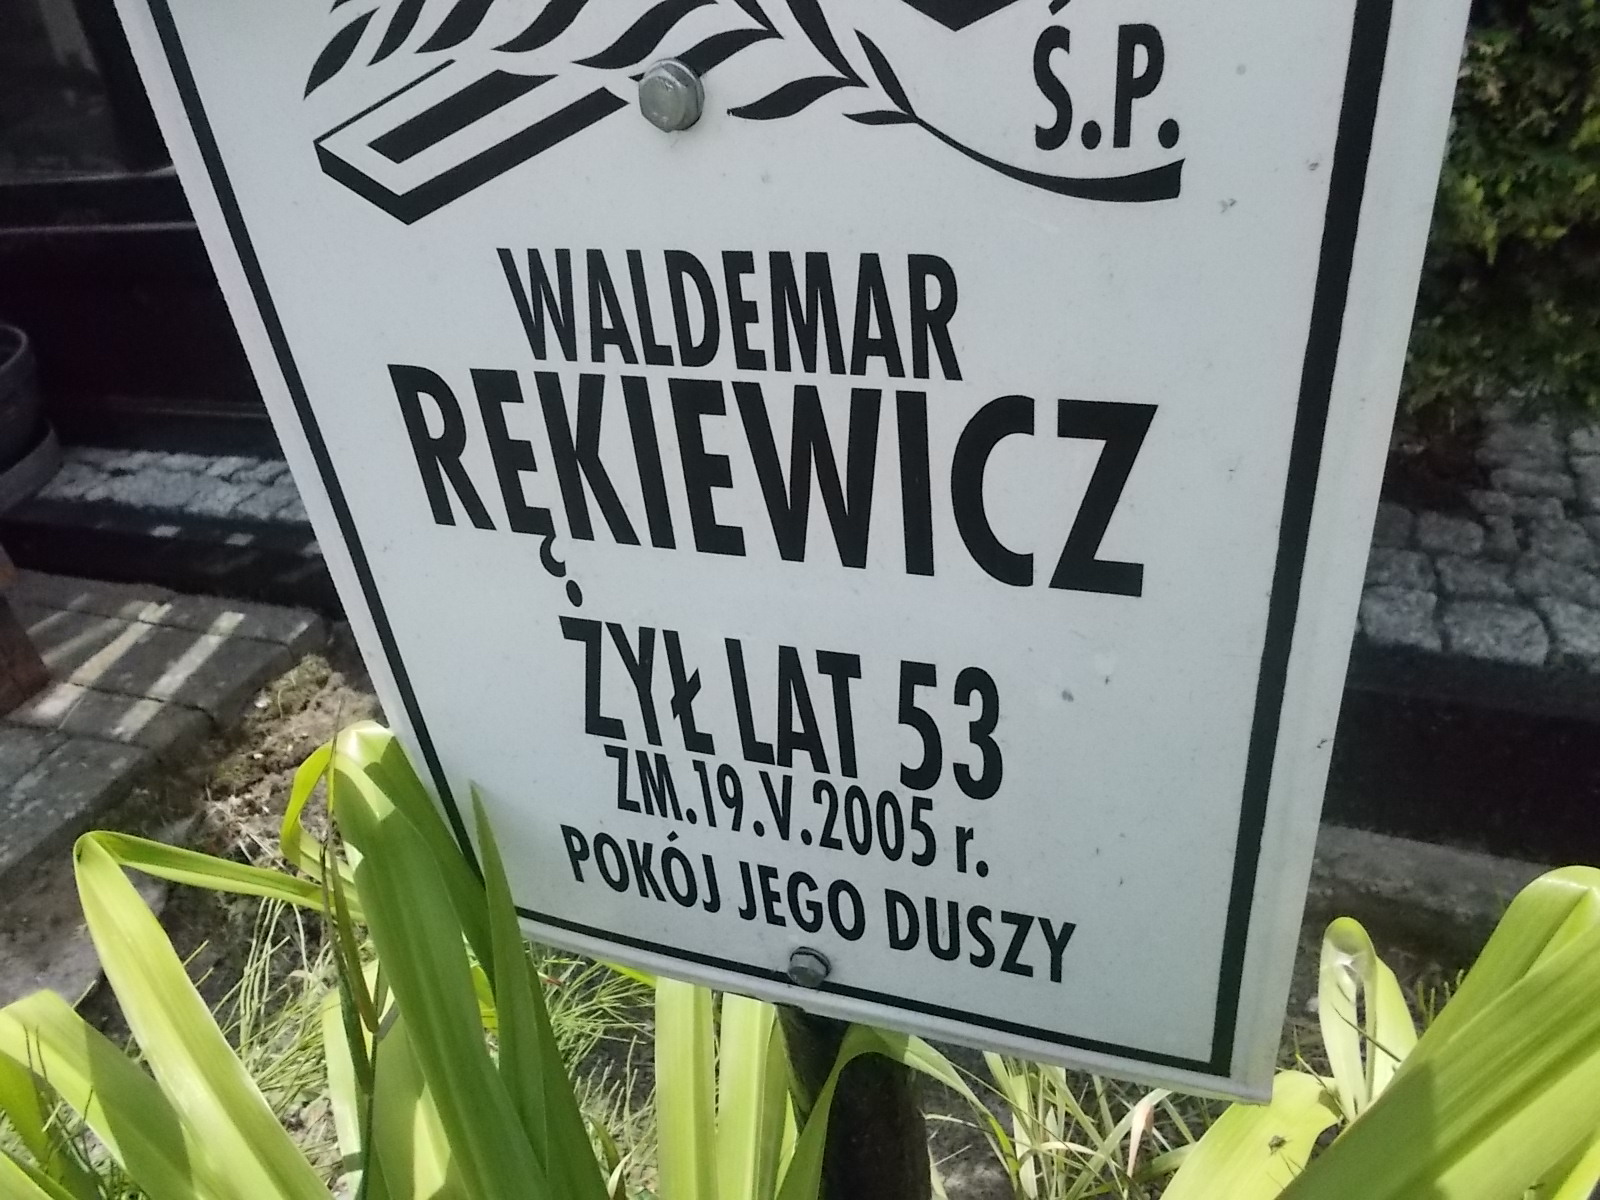 Ś.P.
WALDEMAR
RĘKIEWICZ
ŻYŁ LAT 53
ZM.19.V.2005 r.
POKÓJ JEGO DUSZY